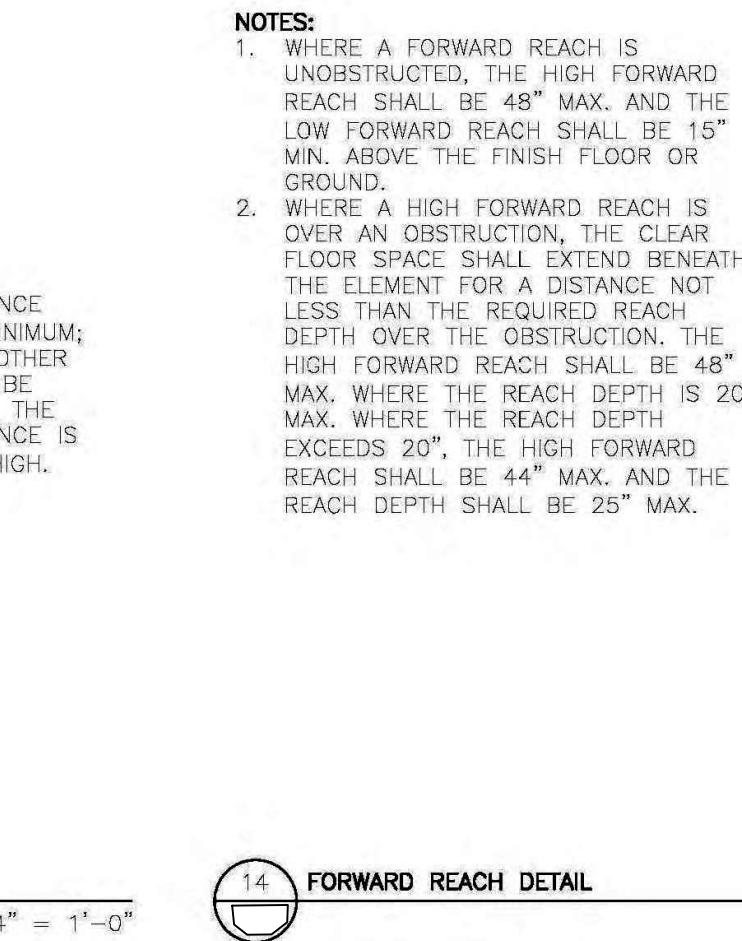 NOTES:
1. WHERE A FORWARD REACH IS
UNOBSTRUCTED, THE HIGH FORWARD
REACH SHALL BE 48" MAX. AND THE
LOW FORWARD REACH SHALL BE 15"
MIN. ABOVE THE FINISH FLOOR OR
GROUND.
2. WHERE A HIGH FORWARD REACH IS
OVER AN OBSTRUCTION, THE CLEAR
FLOOR SPACE SHALL EXTEND BENEATH
THE ELEMENT FOR A DISTANCE NOT
LESS THAN THE REQUIRED REACH
DEPTH OVER THE OBSTRUCTION. THE
HIGH FORWARD REACH SHALL BE 48"
MAX. WHERE THE REACH DEPTH IS 20
MAX. WHERE THE REACH DEPTH
EXCEEDS 20", THE HIGH FORWARD
REACH SHALL BE 44" MAX. AND THE
REACH DEPTH SHALL BE 25" MAX.
NCE
NIMUM;
OTHER
BE
THE
NCE IS
HIGH.
4" = 1'-0"
14 FORWARD REACH DETAIL